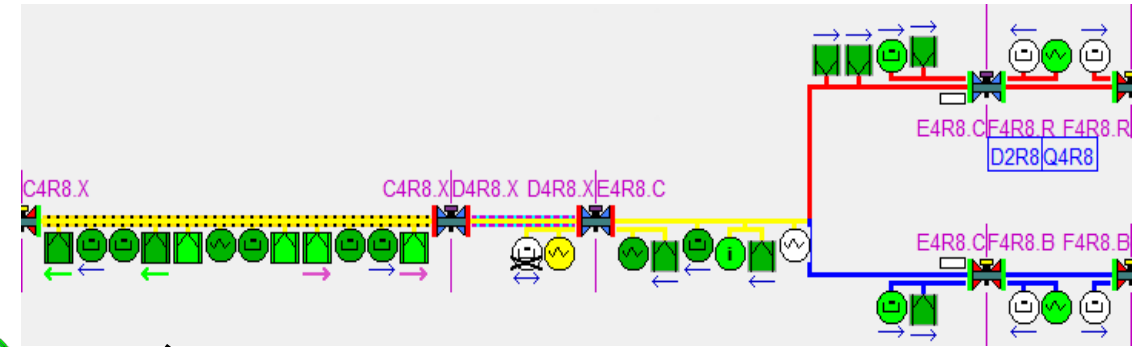 E4R8.C F4R8.R F4R8.R
D2R8 Q4R8
C4R8.X C4R8.X D4R8.X D4R8.X E4R8.C
E4R8.C F4R8.B F4R8.B
i